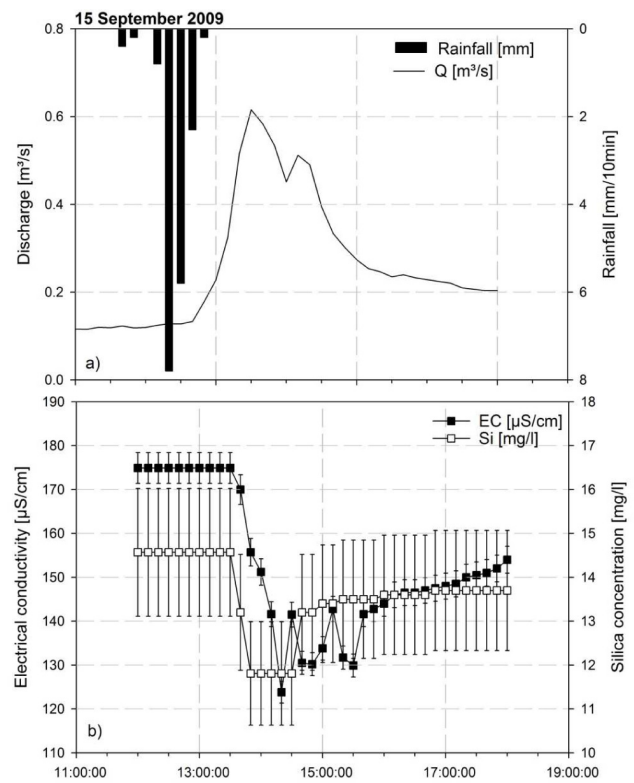 15 September 2009
0.8
0.6
0.4
0.2
0.0
Discharge [m³/s]
Rainfall [mm]
Q [m³/s]
0
2
4
6
8
Rainfall [mm/10min]
a)
190
180
170
160
150
140
130
120
110
Electrical conductivity [µS/cm]
EC [µS/cm]
Si [mg/l]
18
17
16
15
14
13
12
11
10
Silica concentration [mg/l]
b)
11:00:00 13:00:00 15:00:00 17:00:00 19:00:00